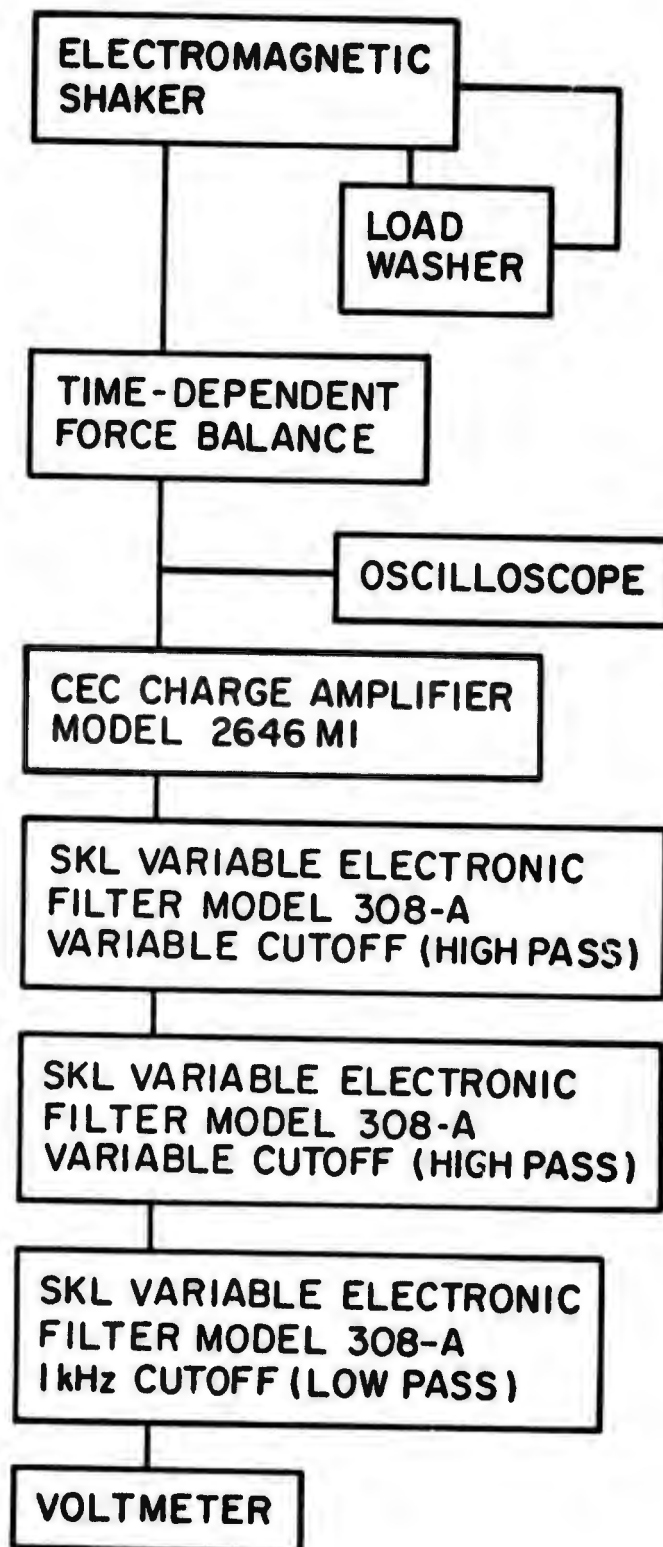 ELECTROMAGNETIC
SHAKER
LOAD
WASHER
TIME-DEPENDENT
FORCE BALANCE
OSCILLOSCOPE
CEC CHARGE AMPLIFIER
MODEL 2646 MI
SKL VARIABLE ELECTRONIC
FILTER MODEL 308-A
VARIABLE CUTOFF (HIGH PASS)
SKL VARIABLE ELECTRONIC
FILTER MODEL 308-A
VARIABLE CUTOFF (HIGH PASS)
SKL VARIABLE ELECTRONIC
FILTER MODEL 308-A
1 kHz CUTOFF (LOW PASS)
VOLTMETER